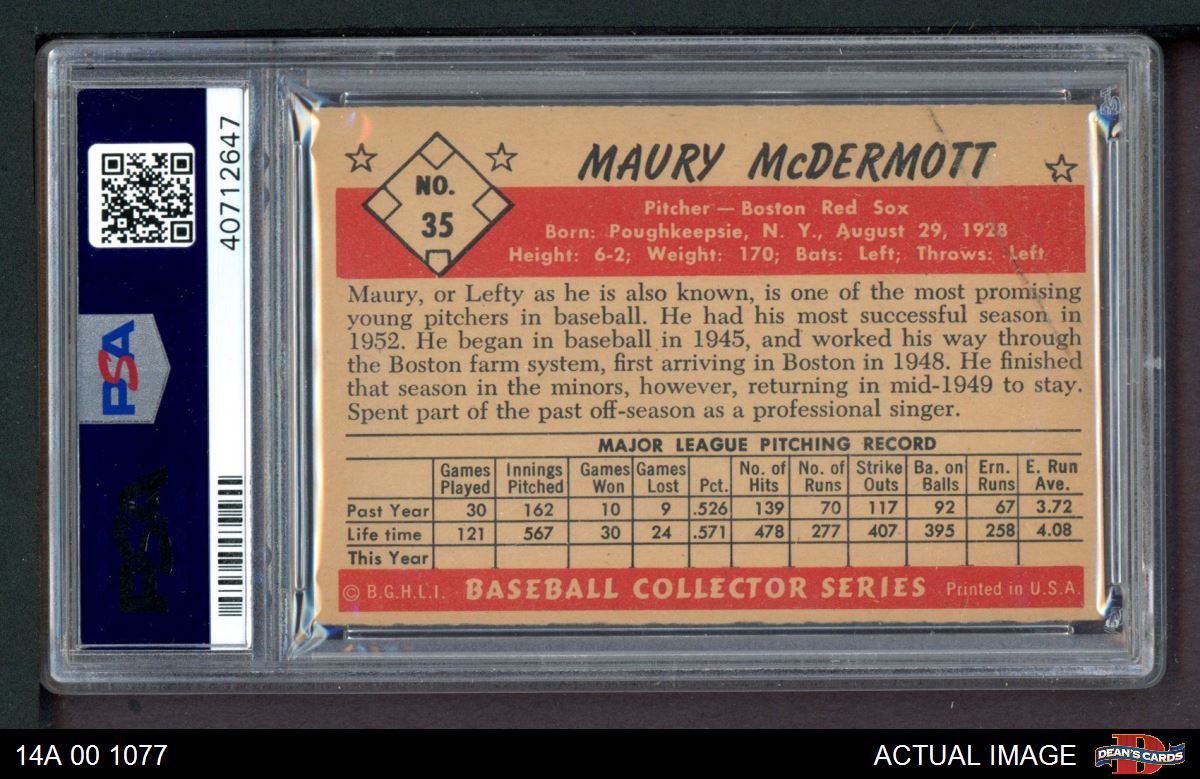 40712647
PSA
PSA
NO.
35
MAURY McDERMOTT
Pitcher — Boston Red Sox
Born: Poughkeepsie, N. Y., August 29, 1928
Height: 6-2; Weight: 170; Bats: Left; Throws: Left
Maury, or Lefty as he is also known, is one of the most promising
young pitchers in baseball. He had his most successful season in
1952. He began in baseball in 1945, and worked his way through
the Boston farm system, first arriving in Boston in 1948. He finished
that season in the minors, however, returning in mid-1949 to stay.
Spent part of the past off-season as a professional singer.
MAJOR LEAGUE PITCHING RECORD
Games Played Innings Pitched Games Won Games Lost Pct. No. of Hits No. of Runs Strike Outs Ba. on Balls Ern. Runs E. Run Ave.
Past Year 30 162 10 9 .526 139 70 117 92 67 3.72
Life time 121 567 30 24 .571 478 277 407 395 258 4.08
This Year
© B.G.H.L.I. BASEBALL COLLECTOR SERIES Printed in U.S.A.
14A 00 1077
ACTUAL IMAGE
D
DEAN'S CARDS